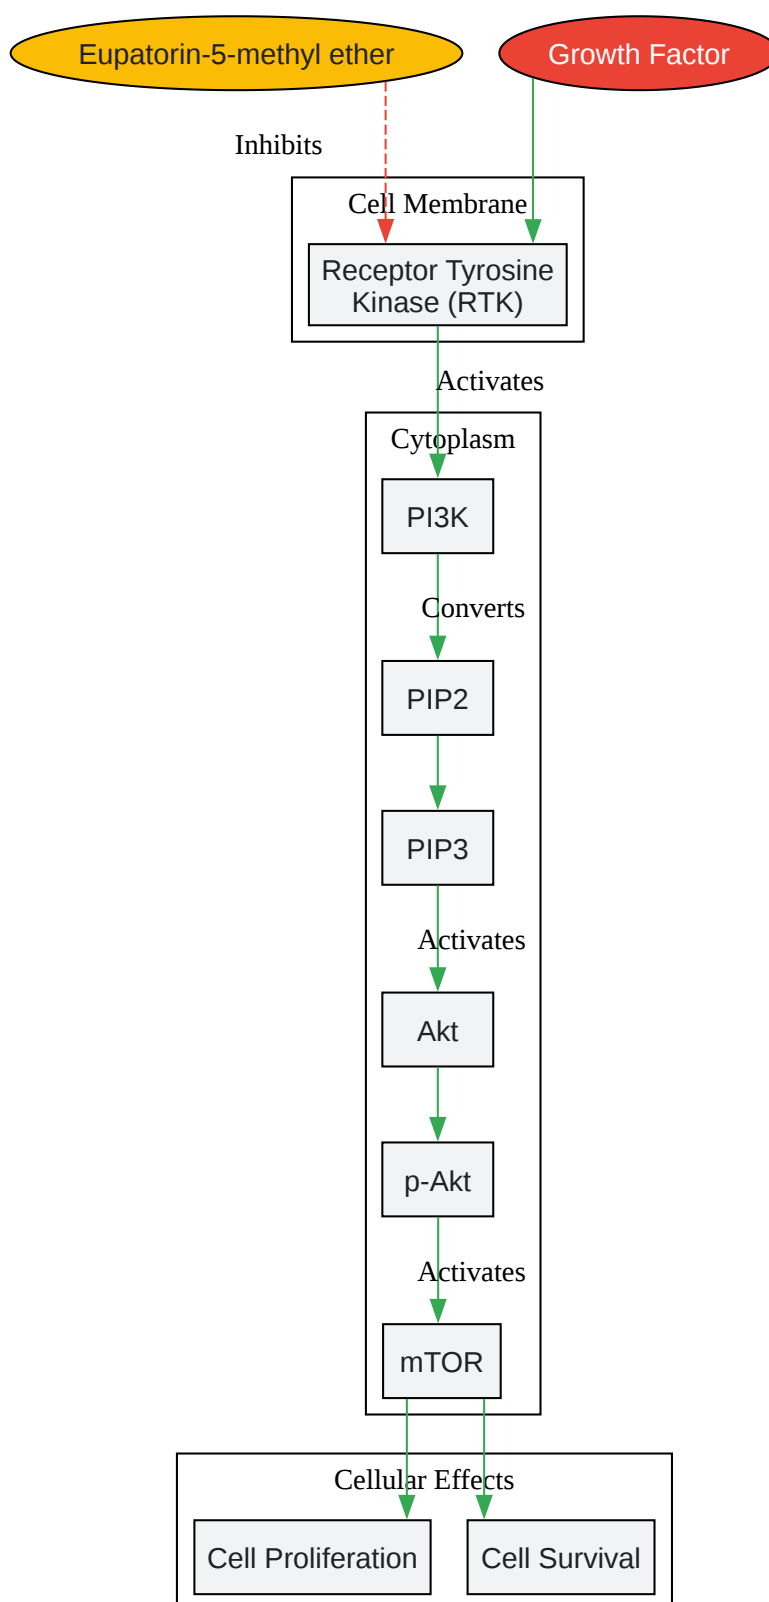 Eupatorin-5-methyl ether
Growth Factor
Inhibits
Cell Membrane
Receptor Tyrosine
Kinase (RTK)
Activates
Cytoplasm
PI3K
Converts
PIP2
PIP3
Activates
Akt
p-Akt
Activates
mTOR
Cellular Effects
Cell Proliferation
Cell Survival